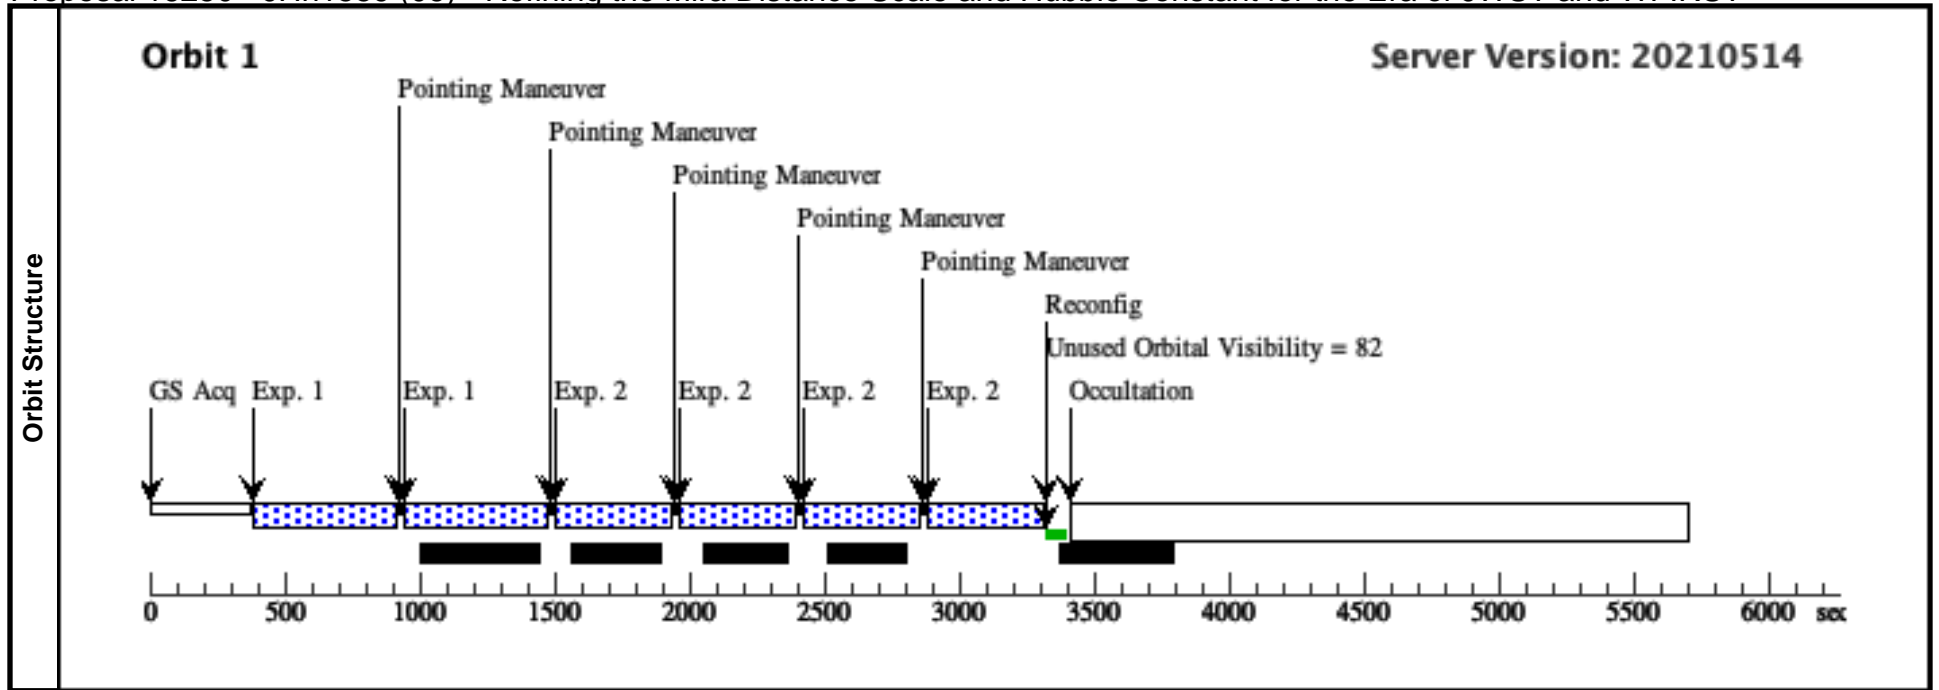 Orbit Structure
Orbit 1
Server Version: 20210514
Pointing Maneuver
Pointing Maneuver
Pointing Maneuver
Pointing Maneuver
Pointing Maneuver
Reconfig
Unused Orbital Visibility = 82
GS Acq Exp. 1 Exp. 1 Exp. 2 Exp. 2 Exp. 2 Exp. 2 Occultation
0 500 1000 1500 2000 2500 3000 3500 4000 4500 5000 5500 6000 sec